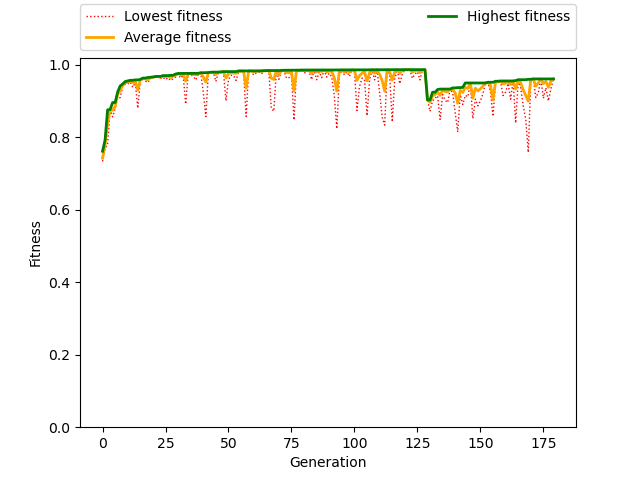 Lowest fitness
Average fitness
Highest fitness
1.0
0.8
0.6
0.4
0.2
0.0
Fitness
0 25 50 75 100 125 150 175
Generation